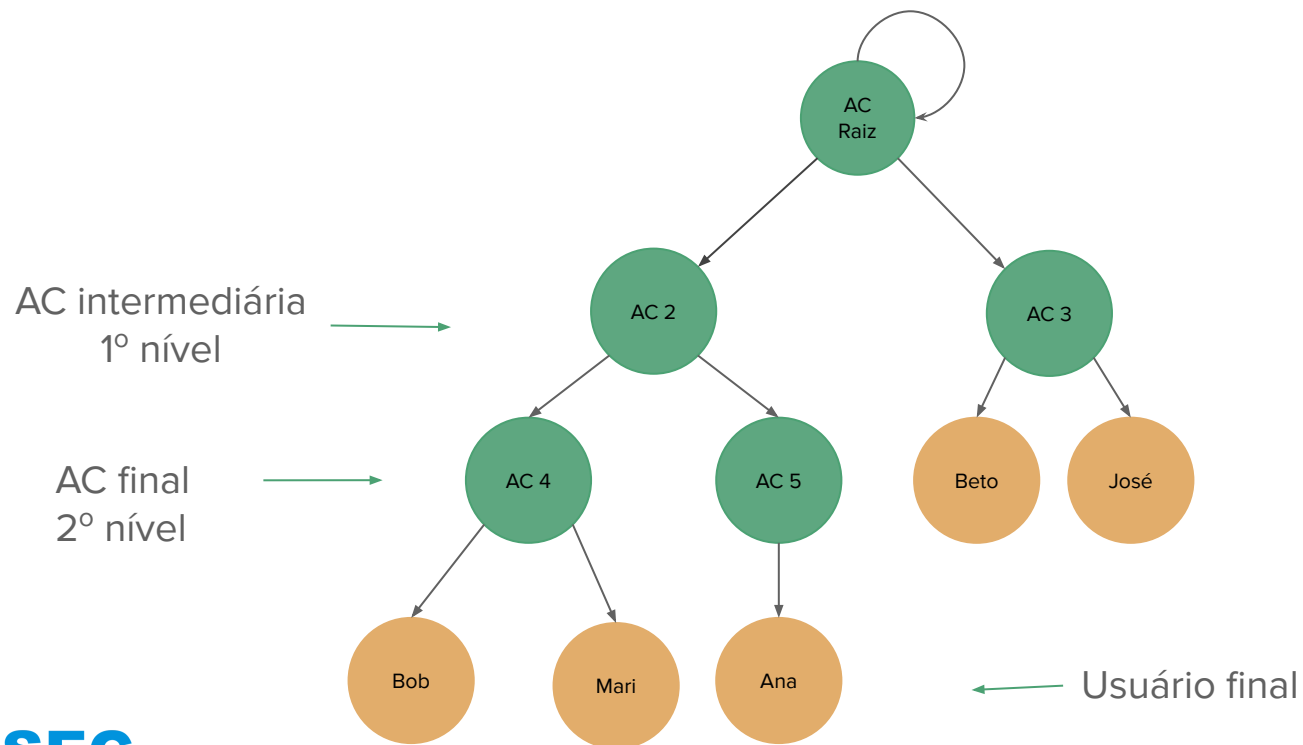 AC
Raiz
AC intermediária
1º nível
AC 2
AC 3
AC final
2º nível
AC 4
AC 5
Beto
José
Bob
Mari
Ana
Usuário final
SEC